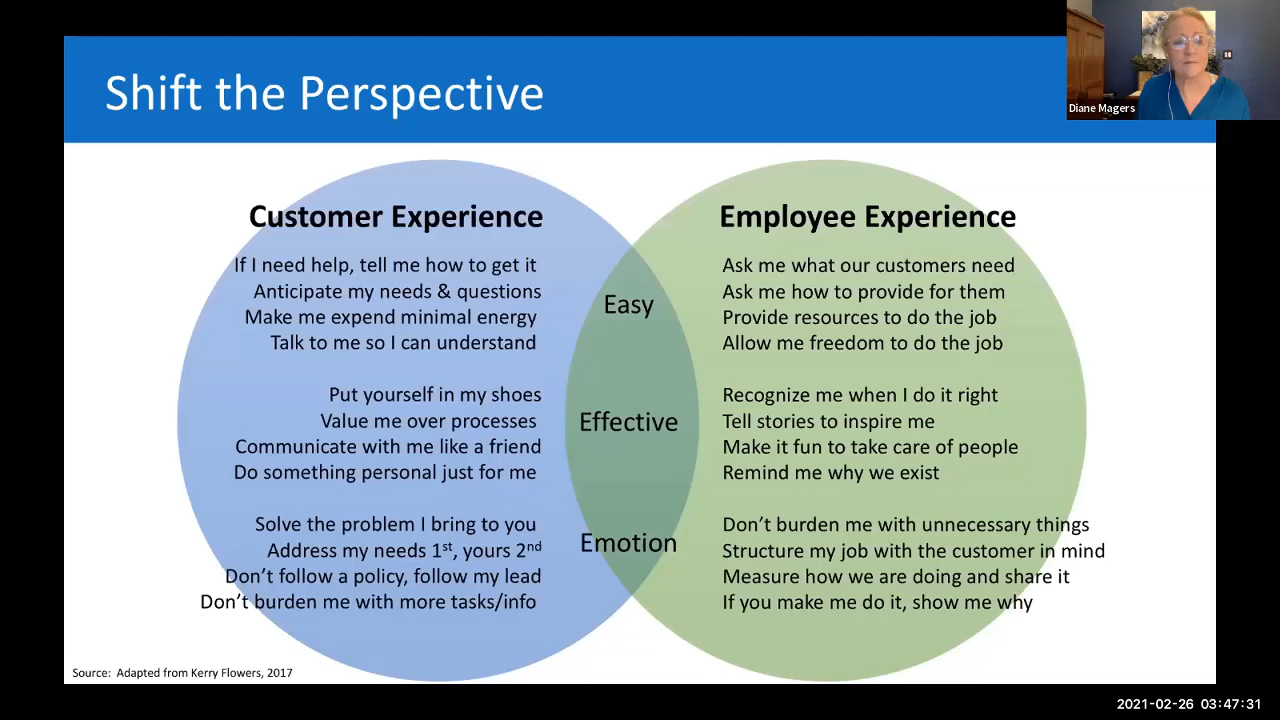 Shift the Perspective
Diane Magers
Customer Experience
If I need help, tell me how to get it
Anticipate my needs & questions
Make me expend minimal energy
Talk to me so I can understand
Put yourself in my shoes
Value me over processes
Communicate with me like a friend
Do something personal just for me
Solve the problem I bring to you
Address my needs 1st, yours 2nd
Don’t follow a policy, follow my lead
Don’t burden me with more tasks/info
Easy
Effective
Emotion
Employee Experience
Ask me what our customers need
Ask me how to provide for them
Provide resources to do the job
Allow me freedom to do the job
Recognize me when I do it right
Tell stories to inspire me
Make it fun to take care of people
Remind me why we exist
Don’t burden me with unnecessary things
Structure my job with the customer in mind
Measure how we are doing and share it
If you make me do it, show me why
Source:  Adapted from Kerry Flowers, 2017
2021-02-26 03:47:31